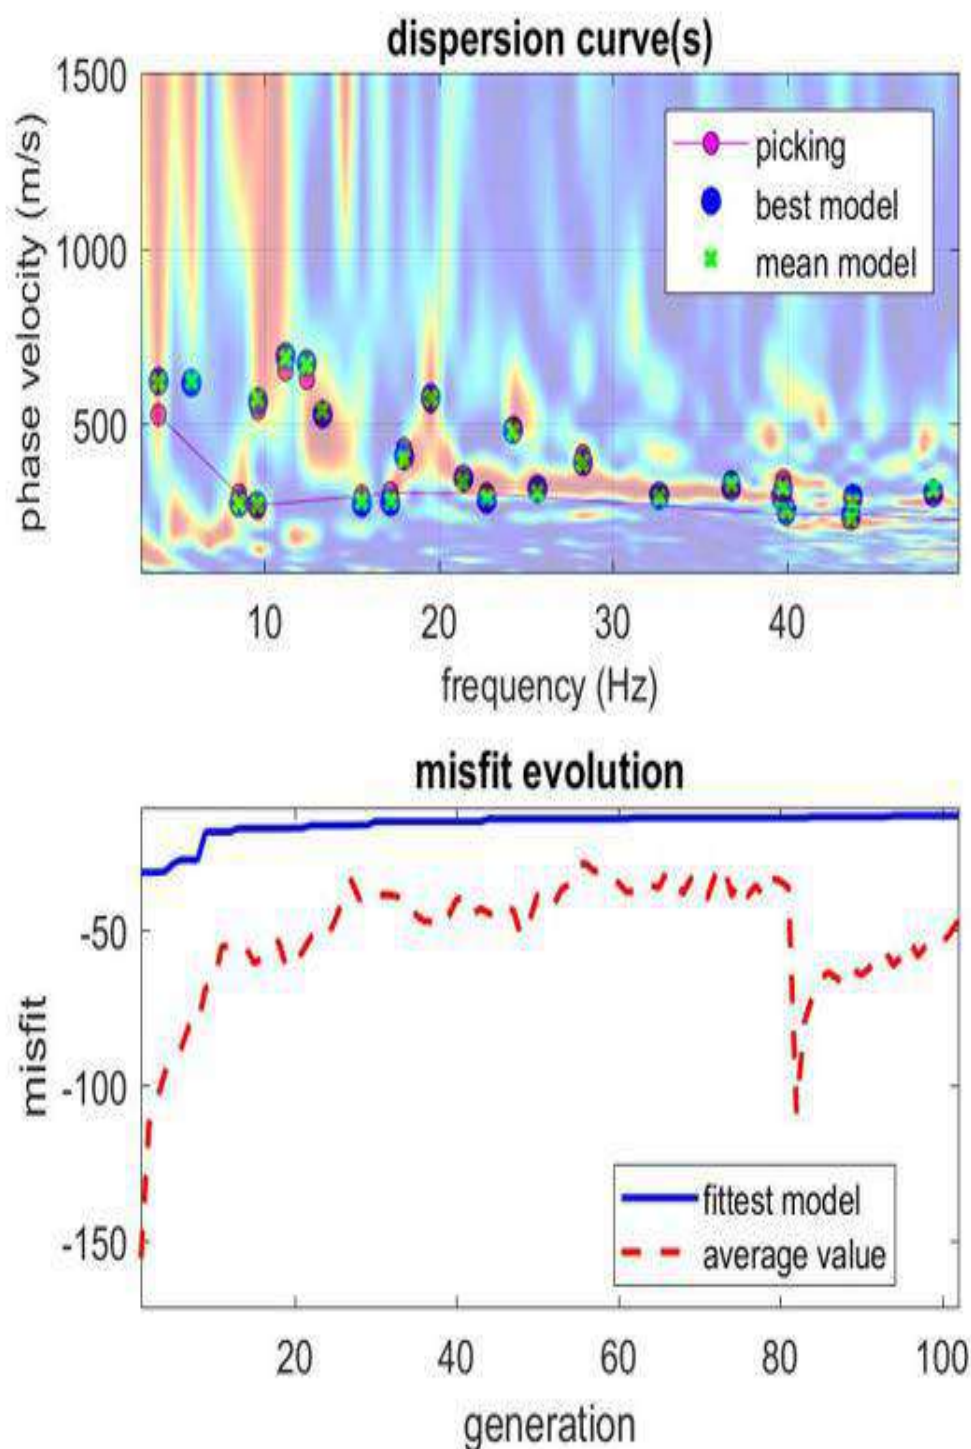 dispersion curve(s)
1500
1000
500
phase velocity (m/s)
picking
best model
mean model
10 20 30 40
frequency (Hz)
misfit evolution
-50
-100
-150
misfit
fittest model
average value
20 40 60 80 100
generation